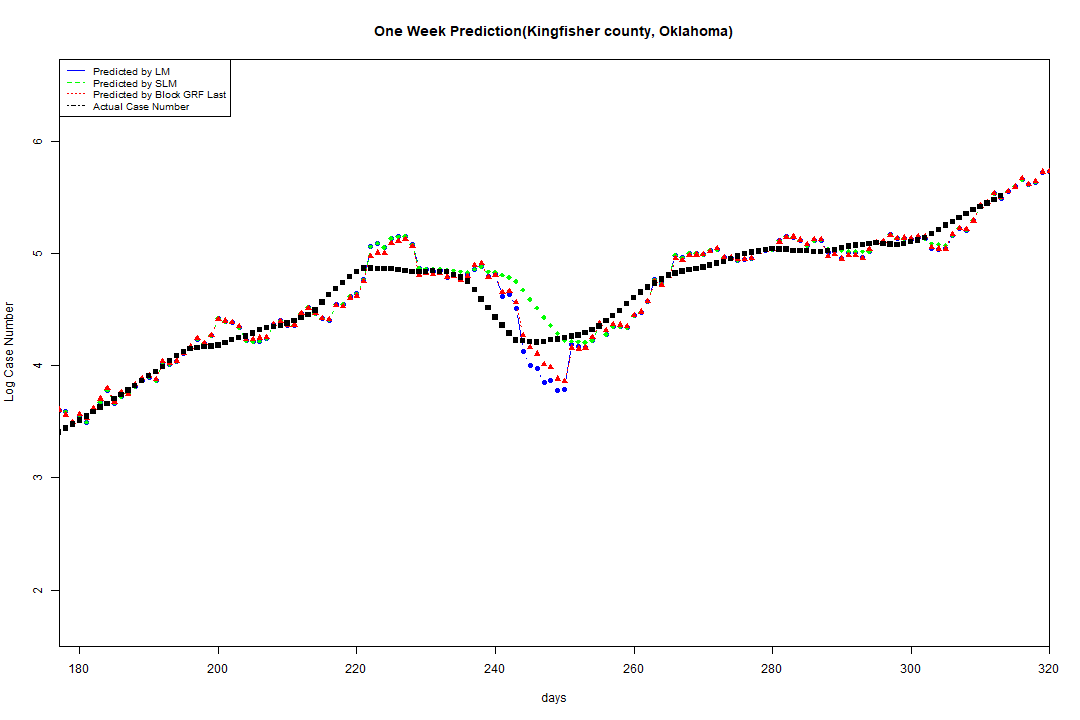 One Week Prediction(Kingfisher county, Oklahoma)
Predicted by LM
Predicted by SLM
Predicted by Block GRF Last
Actual Case Number
Log Case Number
6
5
4
3
2
180 200 220 240 260 280 300 320
days